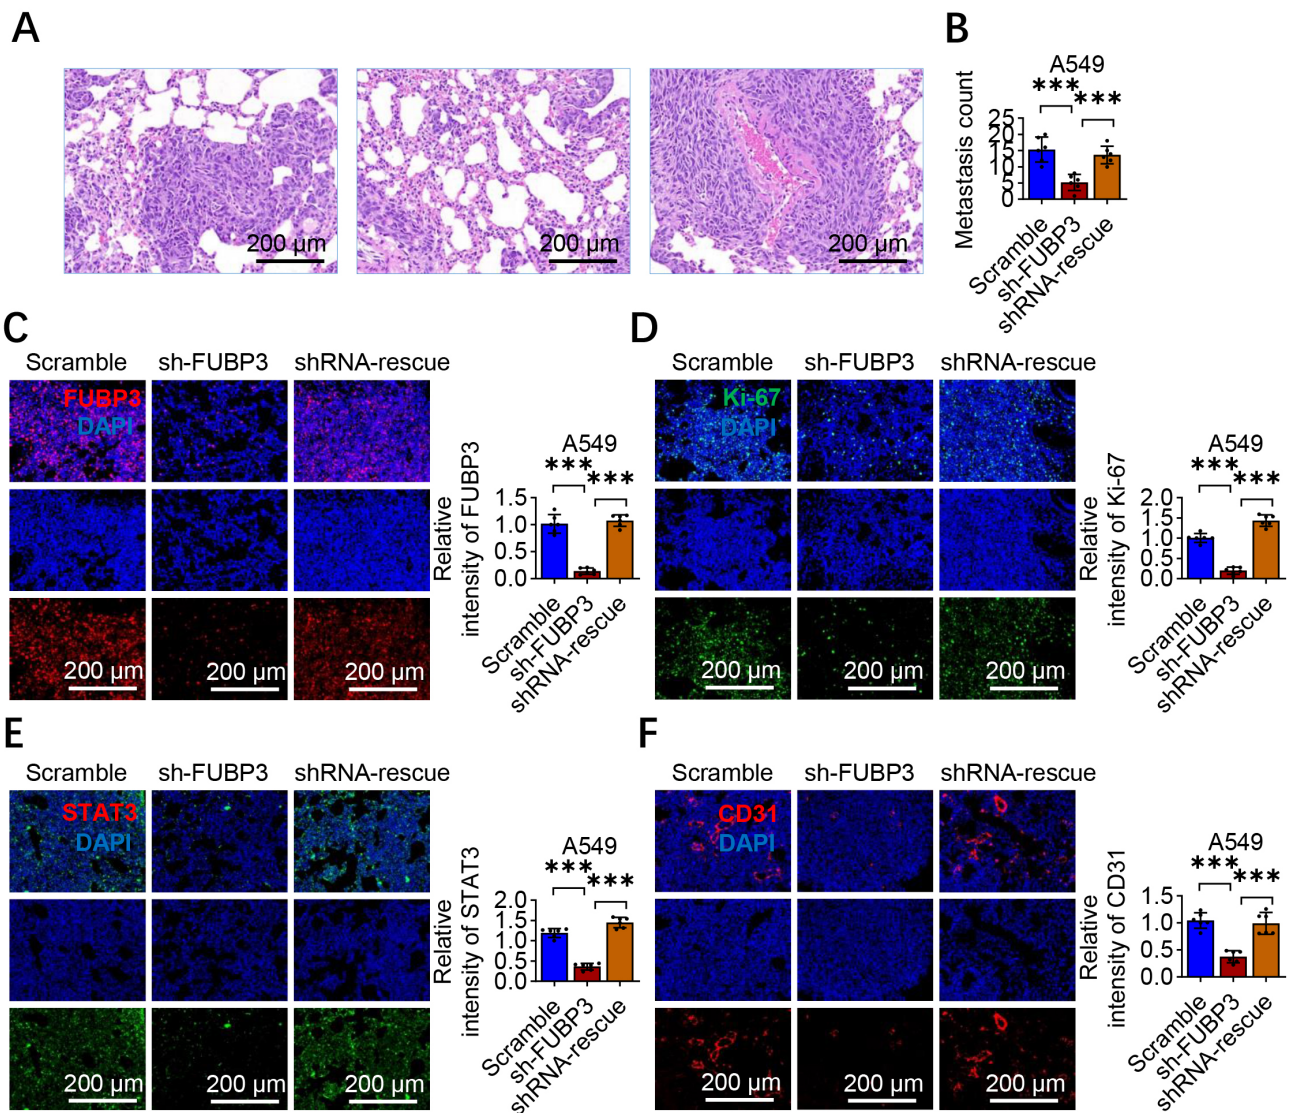 A
200 µm
200 µm
200 µm
B
A549
***
***
Metastasis count
25
20
15
10
5
0
Scramble
sh-FUBP3
shRNA-rescue
C
Scramble
sh-FUBP3
shRNA-rescue
FUBP3
DAPI
200 µm
200 µm
200 µm
A549
***
***
Relative
intensity of FUBP3
1.5
1.0
0.5
0.0
Scramble
sh-FUBP3
shRNA-rescue
D
Scramble
sh-FUBP3
shRNA-rescue
Ki-67
DAPI
200 µm
200 µm
200 µm
A549
***
***
Relative
intensity of Ki-67
2.0
1.5
1.0
0.5
0.0
Scramble
sh-FUBP3
shRNA-rescue
E
Scramble
sh-FUBP3
shRNA-rescue
STAT3
DAPI
200 µm
200 µm
200 µm
A549
***
***
Relative
intensity of STAT3
2.0
1.5
1.0
0.5
0.0
Scramble
sh-FUBP3
shRNA-rescue
F
Scramble
sh-FUBP3
shRNA-rescue
CD31
DAPI
200 µm
200 µm
200 µm
A549
***
***
Relative
intensity of CD31
1.5
1.0
0.5
0.0
Scramble
sh-FUBP3
shRNA-rescue